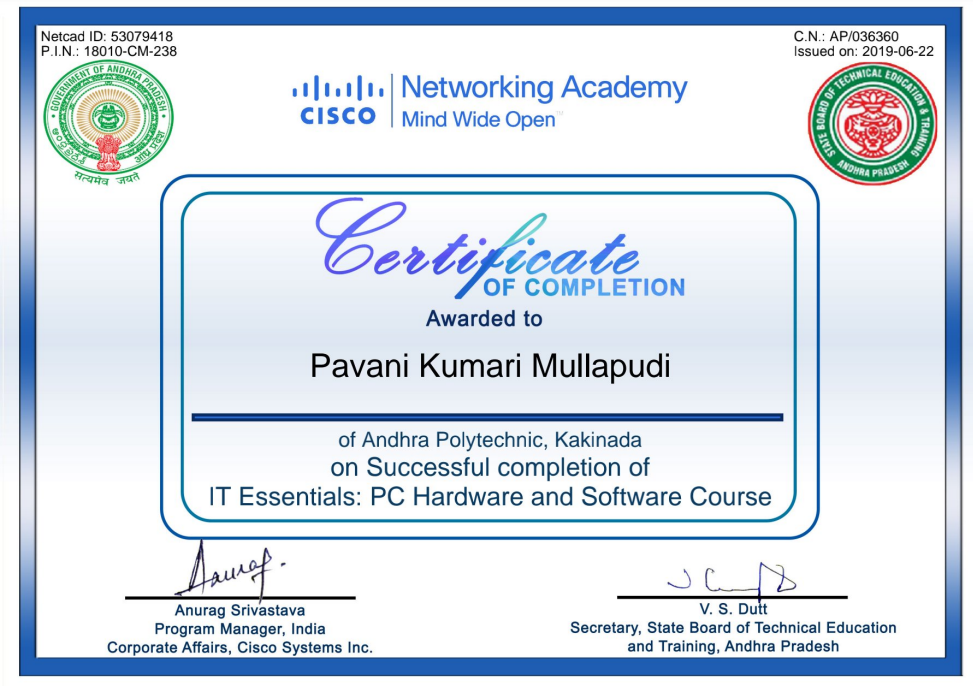 Netcad ID: 53079418
P.I.N.: 18010-CM-238
C.N.: AP/036360
Issued on: 2019-06-22
GOVERNMENT OF ANDHRA PRADESH
सत्यमेव जयते
STATE BOARD OF TECHNICAL EDUCATION & TRAINING
ANDHRA PRADESH
CISCO
Networking Academy
Mind Wide Open
Certificate
OF COMPLETION
Awarded to
Pavani Kumari Mullapudi
of Andhra Polytechnic, Kakinada
on Successful completion of
IT Essentials: PC Hardware and Software Course
Anurag.
Anurag Srivastava
Program Manager, India
Corporate Affairs, Cisco Systems Inc.
V. S. Dutt
Secretary, State Board of Technical Education
and Training, Andhra Pradesh